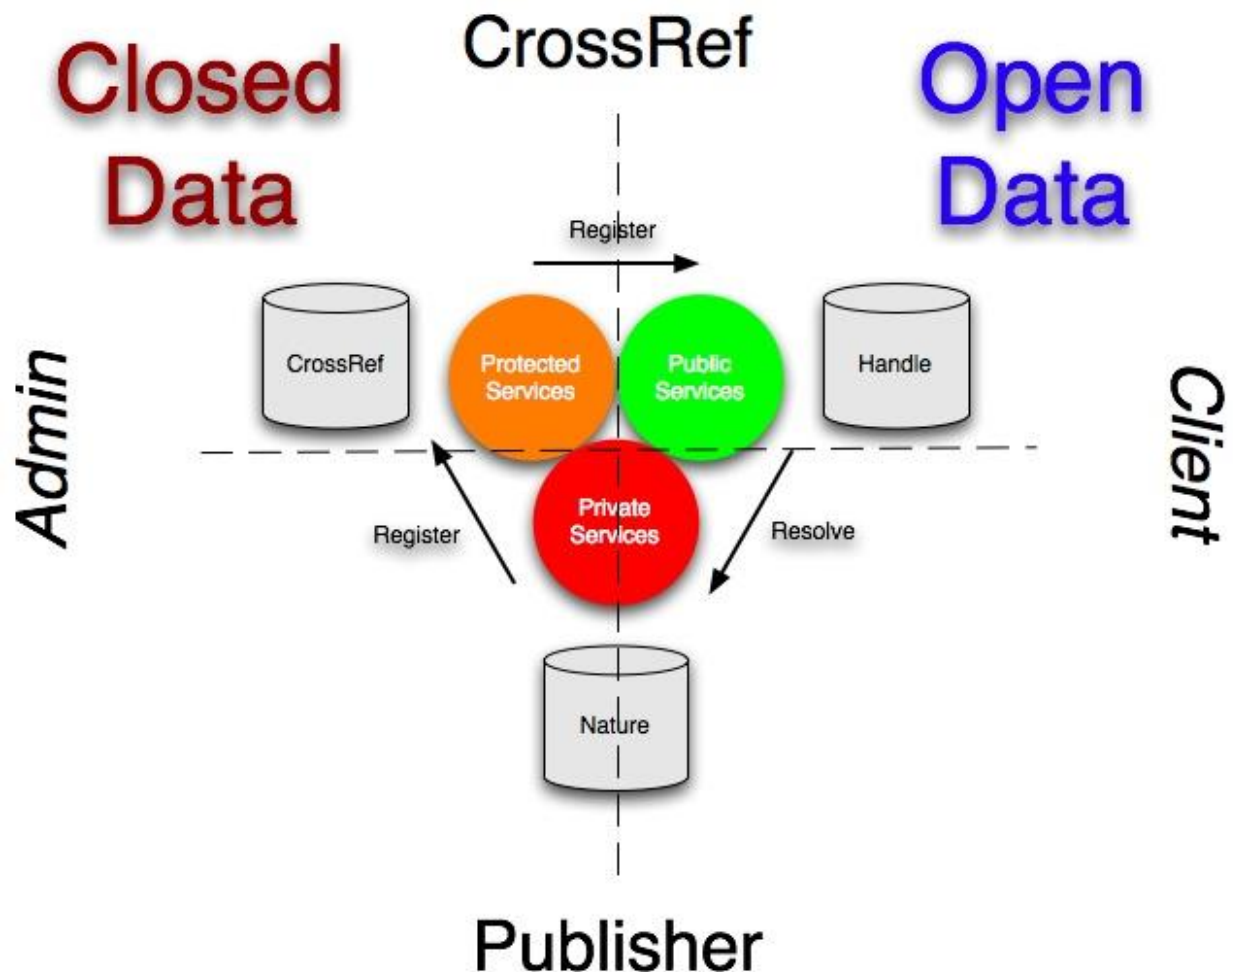 CrossRef
Closed
Data
Open
Data
Register
CrossRef
Protected
Services
Public
Services
Handle
Admin
Client
Register
Private
Services
Resolve
Nature
Publisher